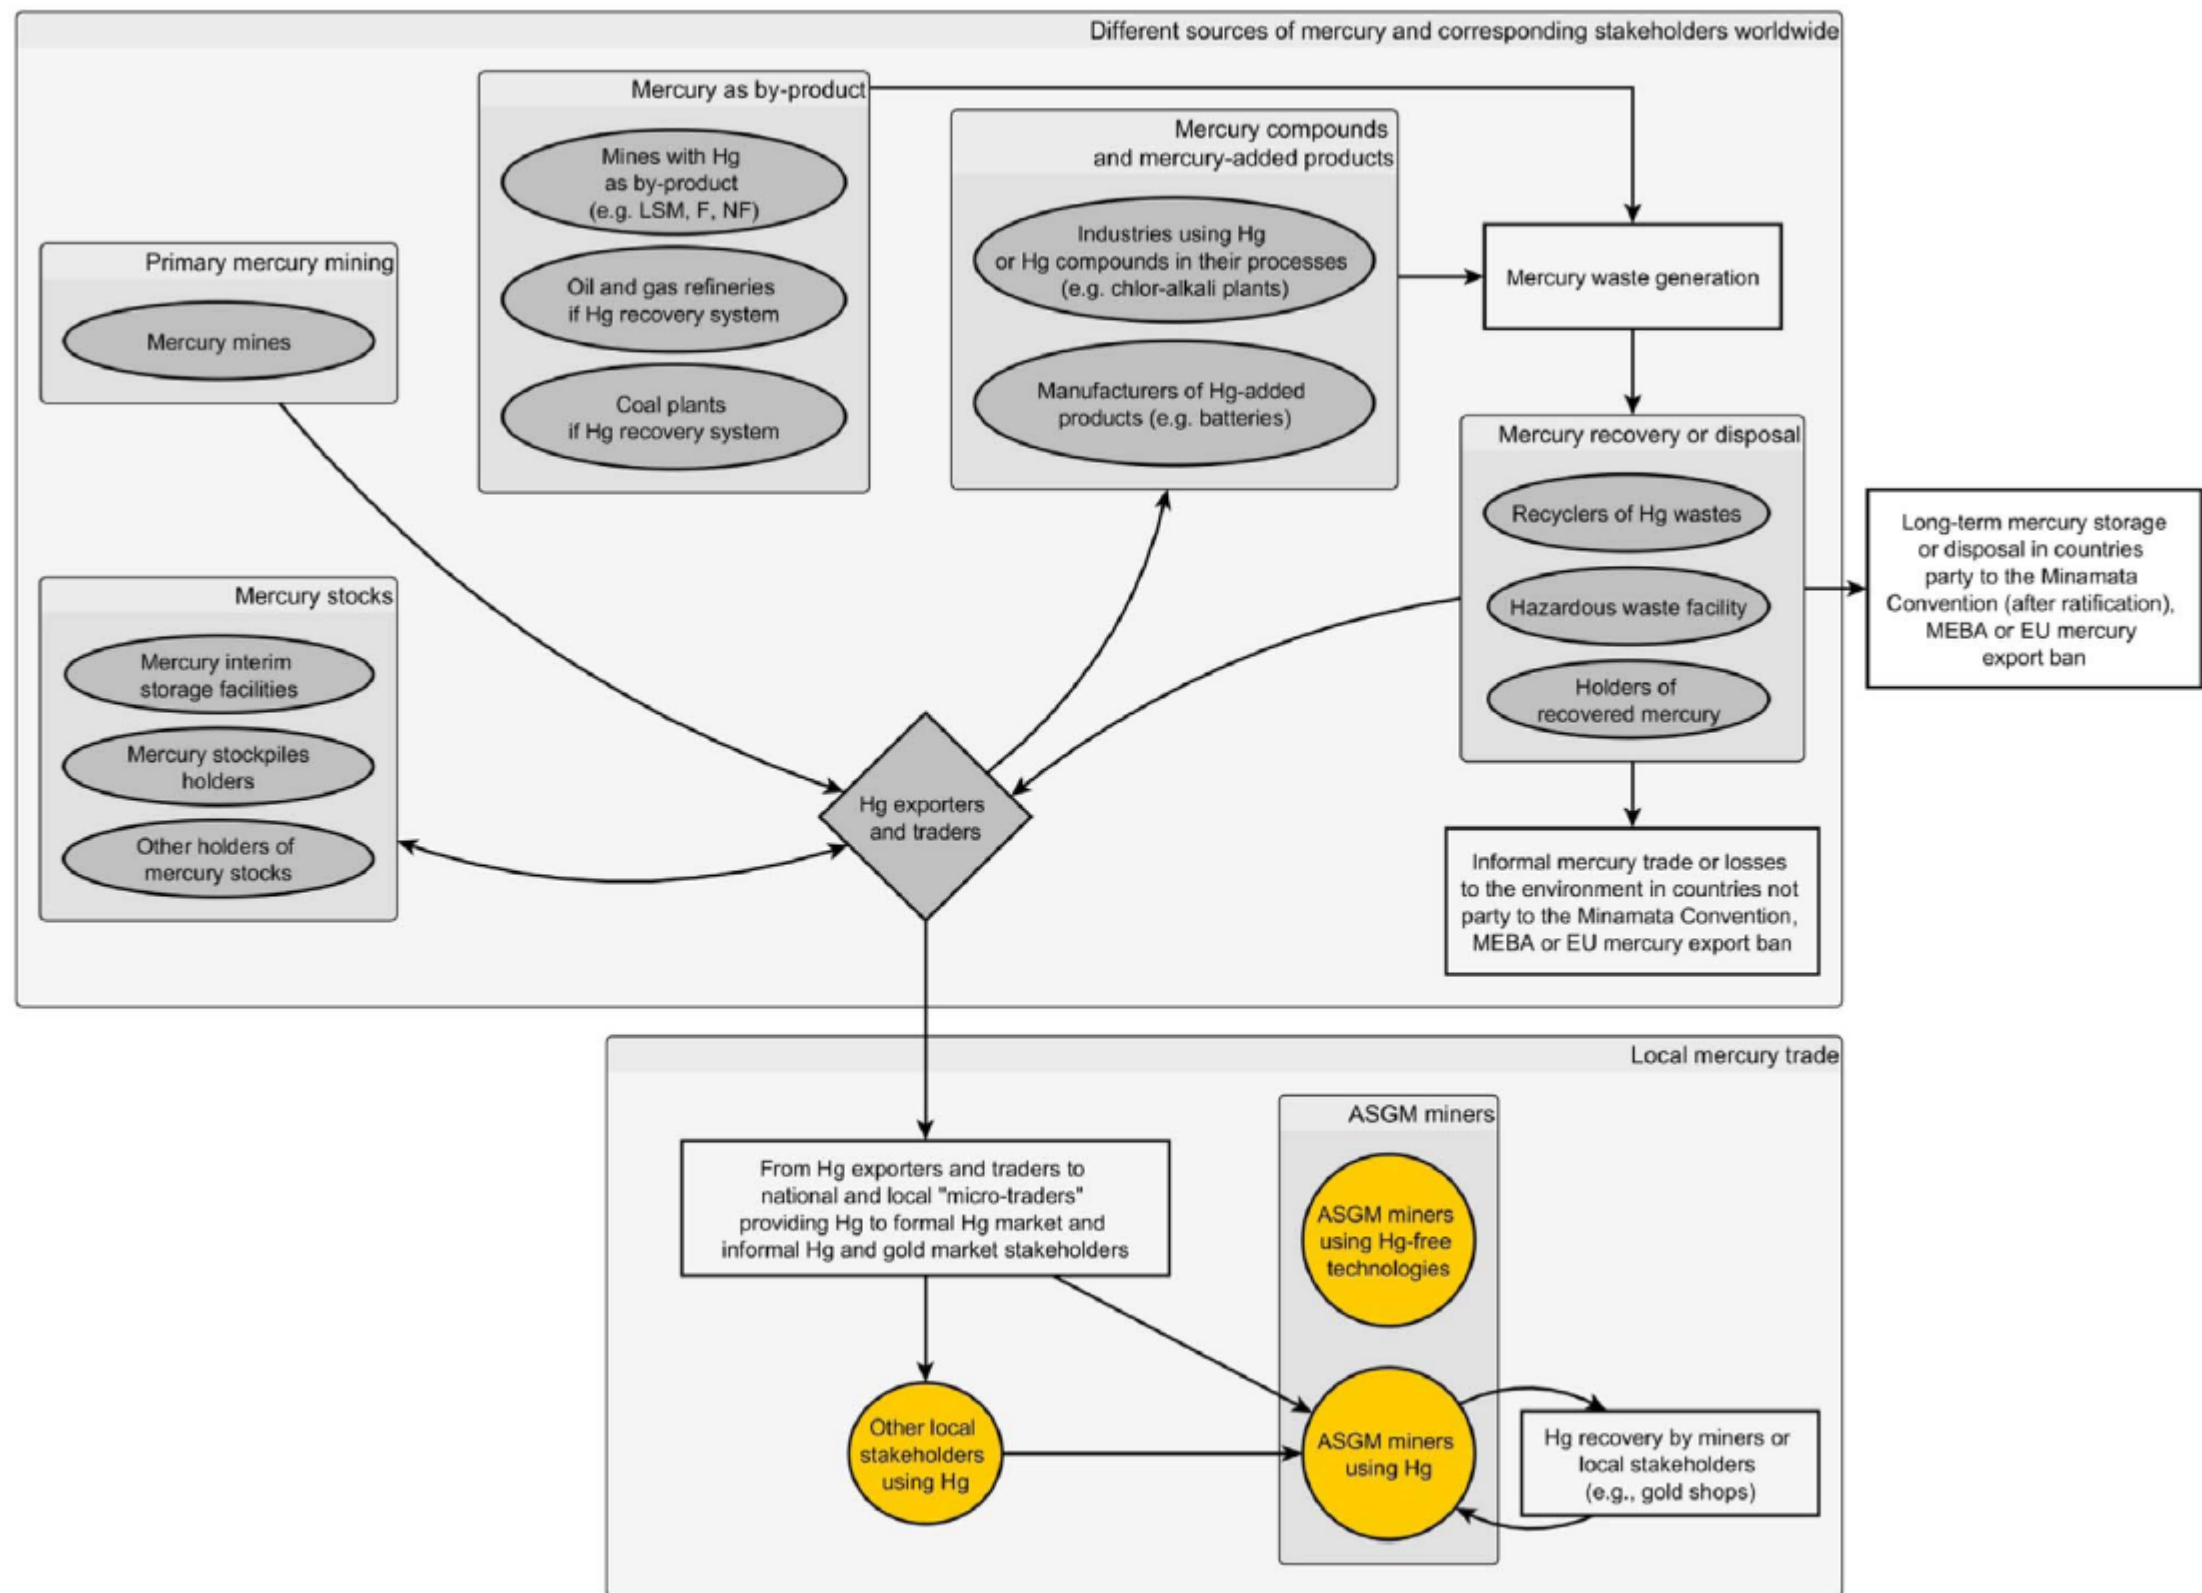 Different sources of mercury and corresponding stakeholders worldwide
Mercury as by-product
Mines with Hg
as by-product
(e.g. LSM, F, NF)
Oil and gas refineries
if Hg recovery system
Coal plants
if Hg recovery system
Mercury compounds
and mercury-added products
Industries using Hg
or Hg compounds in their processes
(e.g. chlor-alkali plants)
Manufacturers of Hg-added
products (e.g. batteries)
Mercury waste generation
Primary mercury mining
Mercury mines
Mercury recovery or disposal
Recyclers of Hg wastes
Hazardous waste facility
Holders of
recovered mercury
Long-term mercury storage
or disposal in countries
party to the Minamata
Convention (after ratification),
MEBA or EU mercury
export ban
Mercury stocks
Mercury interim
storage facilities
Mercury stockpiles
holders
Other holders of
mercury stocks
Hg exporters
and traders
Informal mercury trade or losses
to the environment in countries not
party to the Minamata Convention,
MEBA or EU mercury export ban
Local mercury trade
From Hg exporters and traders to
national and local "micro-traders"
providing Hg to formal Hg market and
informal Hg and gold market stakeholders
ASGM miners
ASGM miners
using Hg-free
technologies
Other local
stakeholders
using Hg
ASGM miners
using Hg
Hg recovery by miners or
local stakeholders
(e.g., gold shops)